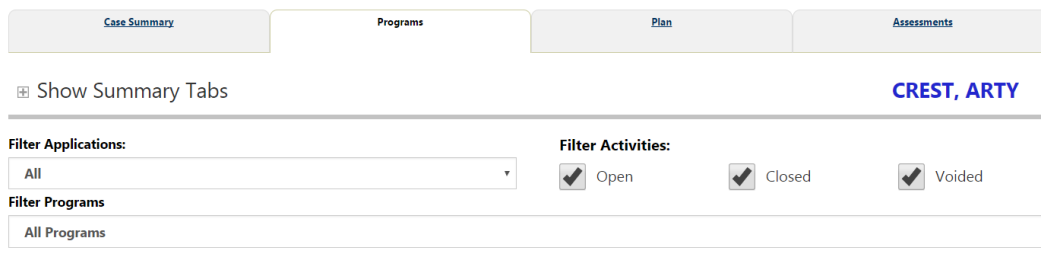 Case Summary Programs Plan Assessments
Show Summary Tabs CREST, ARTY
Filter Applications: Filter Activities:
All Open Closed Voided
Filter Programs
All Programs